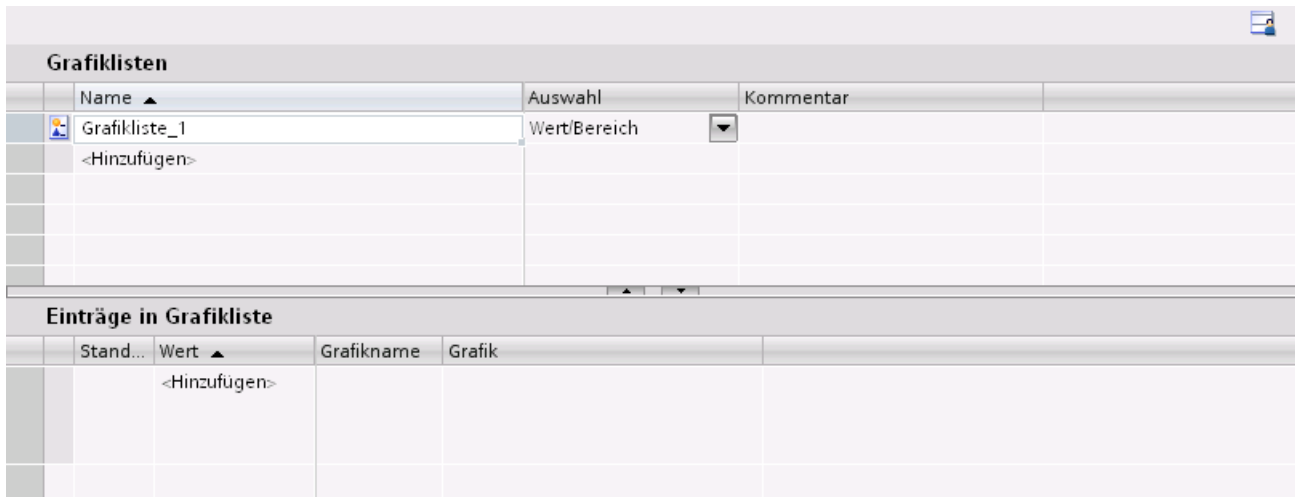 Grafiklisten
Name Auswahl Kommentar
Grafikliste_1 Wert/Bereich
<Hinzufügen>
Einträge in Grafikliste
Stand... Wert Grafikname Grafik
<Hinzufügen>